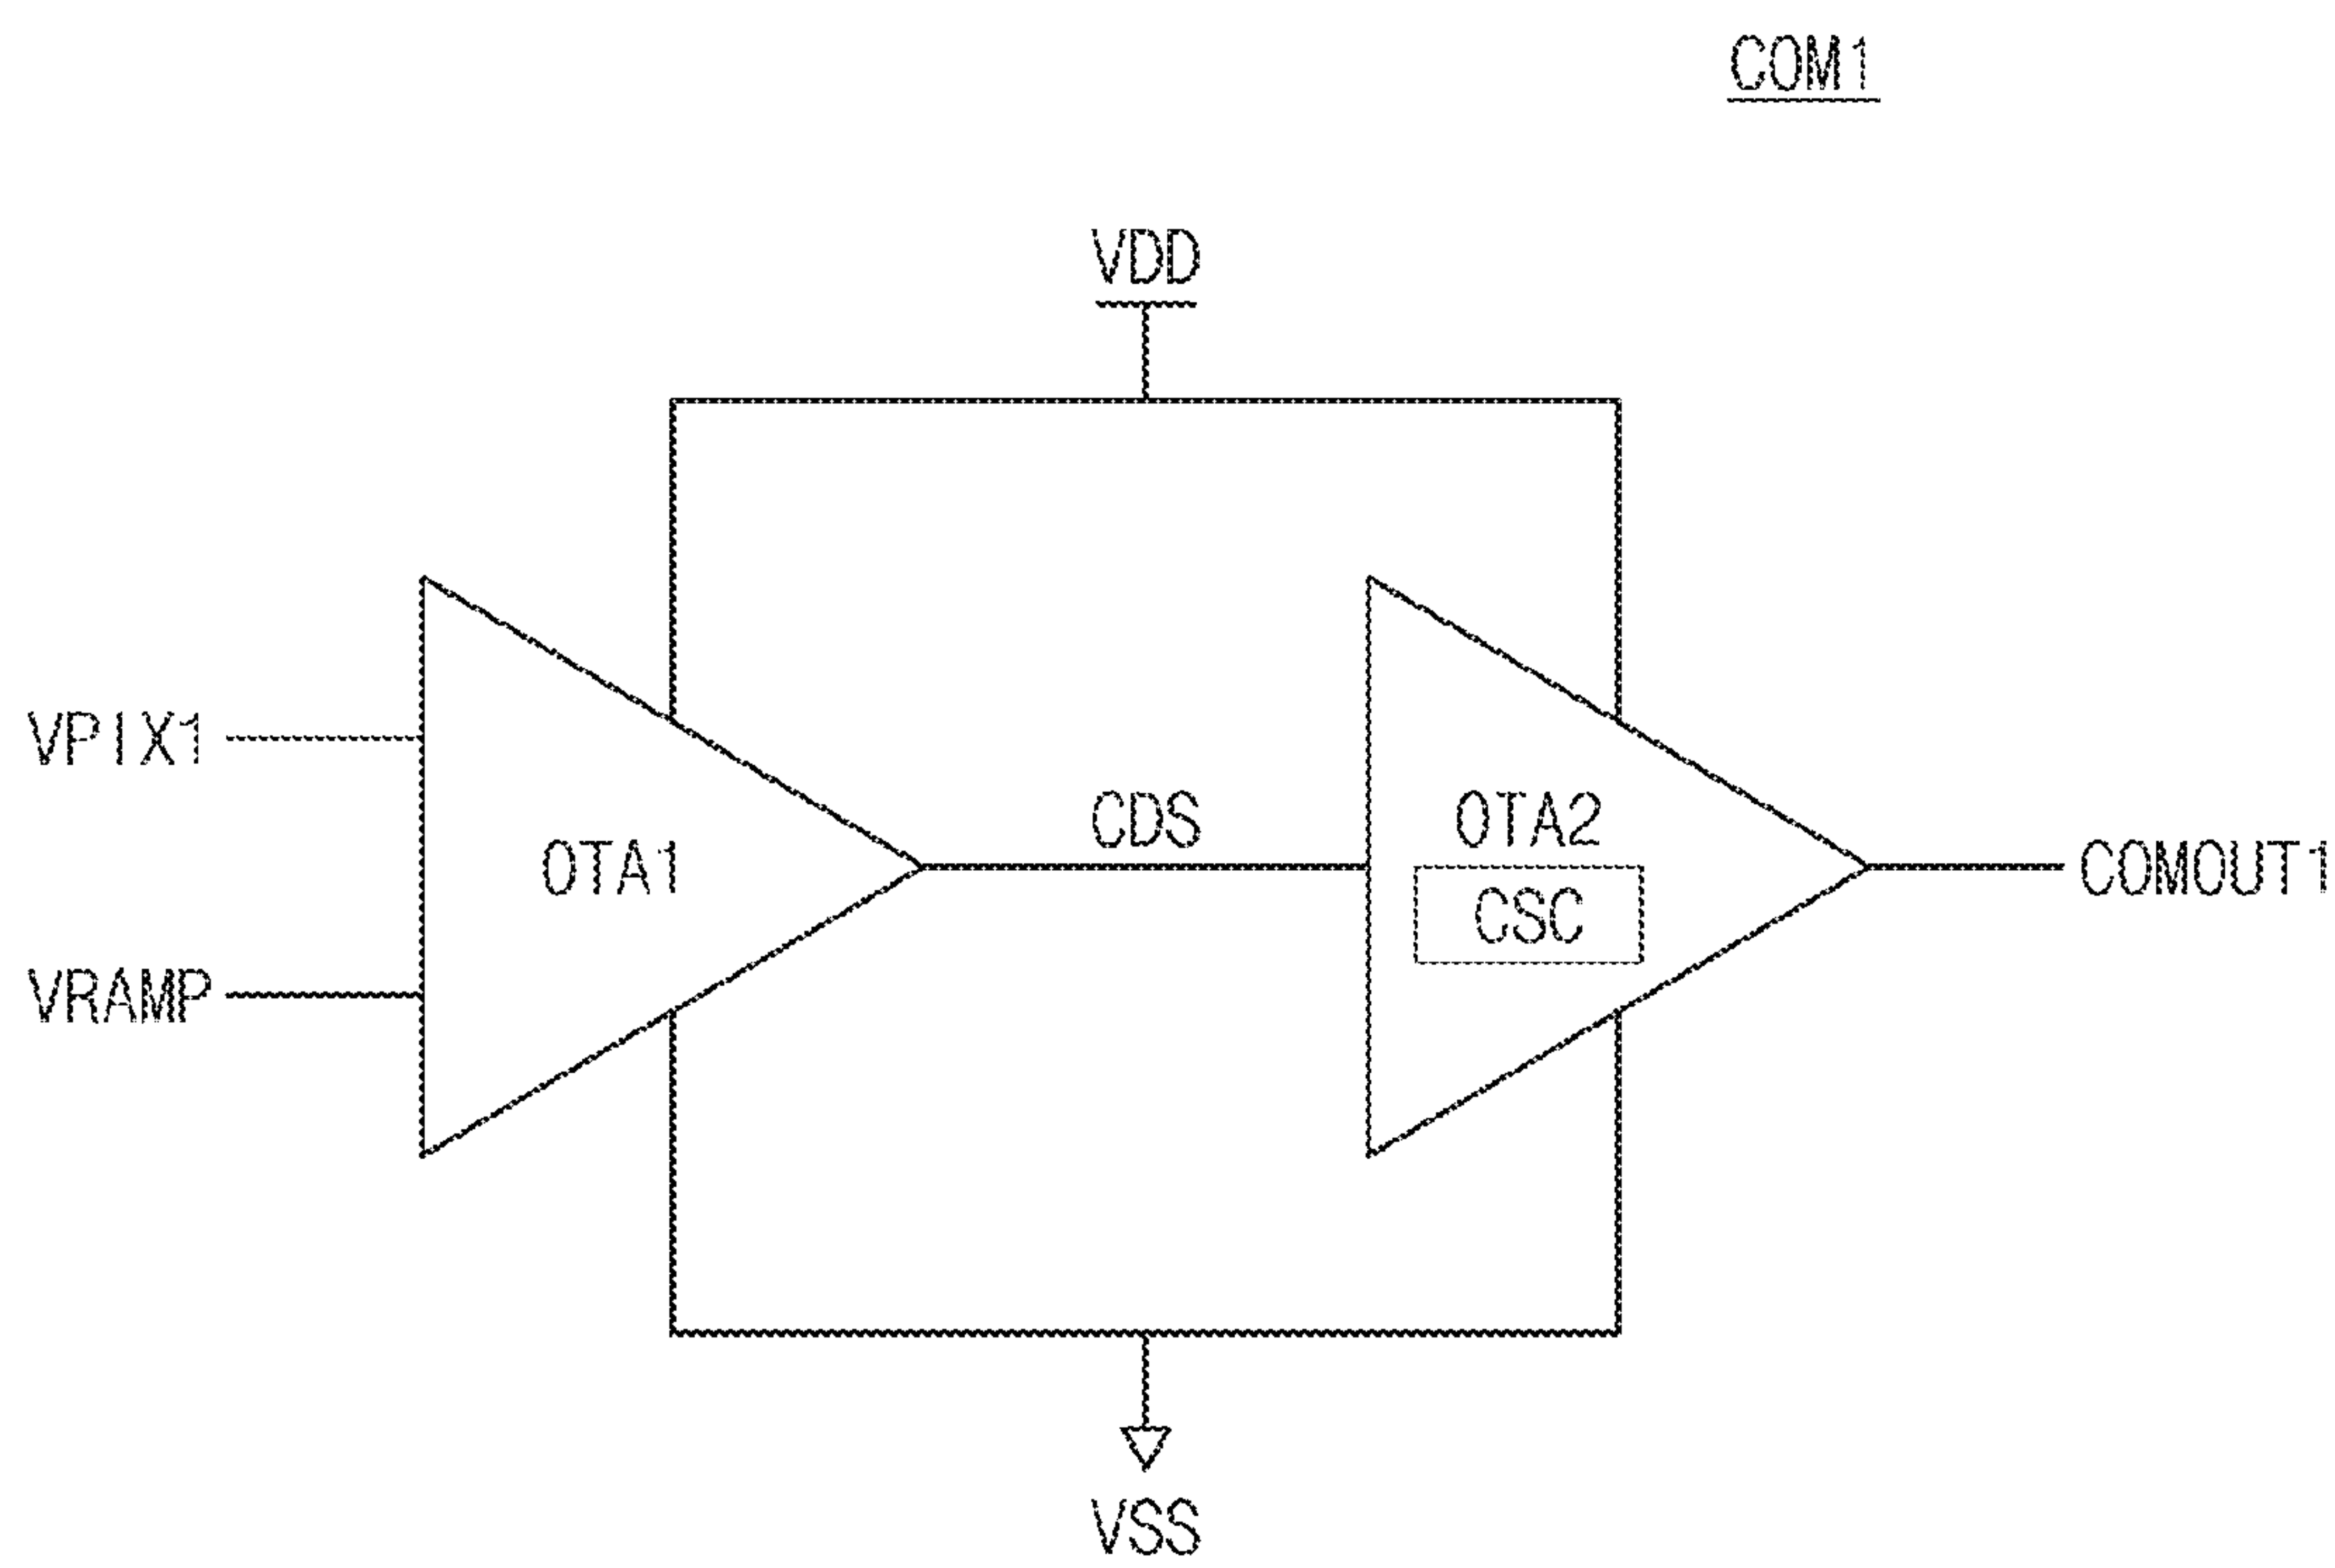 COM1
VDD
VPIX1
CDS
OTA2
OTA1
COMOUT1
CSC
VRAMP
VSS